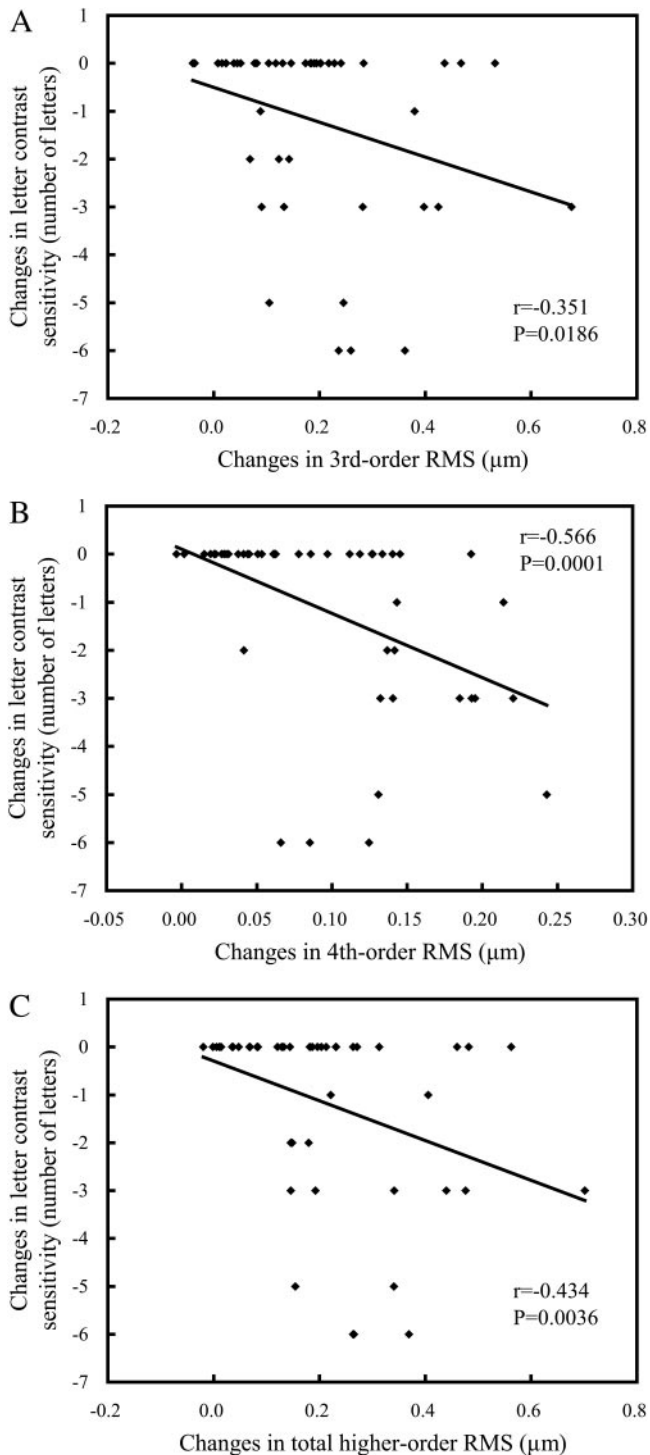 A
1
0
-1
-2
-3
-4
-5
-6
-7
Changes in letter contrast
sensitivity (number of letters)
r=-0.351
P=0.0186
-0.2 0.0 0.2 0.4 0.6 0.8
Changes in 3rd-order RMS (μm)
B
1
0
-1
-2
-3
-4
-5
-6
-7
Changes in letter contrast
sensitivity (number of letters)
r=-0.566
P=0.0001
-0.05 0.00 0.05 0.10 0.15 0.20 0.25 0.30
Changes in 4th-order RMS (μm)
C
1
0
-1
-2
-3
-4
-5
-6
-7
Changes in letter contrast
sensitivity (number of letters)
r=-0.434
P=0.0036
-0.2 0.0 0.2 0.4 0.6 0.8
Changes in total higher-order RMS (μm)